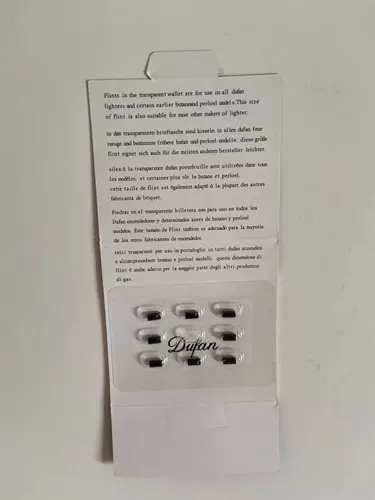 Flints in the transparent wallet are for use in all dufan
lighters and certain earlier butanoand perloel nodel s.This size
of flint is also suitable for most other makers of lighter.
in den transparenten brieftasche sind kieseln in allen dufan feue
rzeuge und bestimmte frühere butan und perloel modelle. diese größe
flint eignet sich auch für die meisten anderen hersteller leichter.
silex à la transparence dufan portefeuille sont utilisées dans tous
les modèles, et certaines plus tôt le butane et perloel,
cette taille de flint est également adapté à la plupart des autres
fabricants de briquet.
Piedras en el transparente billetera son para uso en todos los
Dufan encendedores y determinados antes de butano y perloel
modelos. Este tamaño de Flint también es adecuado para la mayoría
de los otros fabricantes de encendedor.
selci trasparenti per uso in portafoglio in tutti dufan accendin
e alcuniprecedenti butano e perloel modelli. questa dimensione di
flint è anche adatto per la maggior parte degli altri produttori
di gas.
Dufan